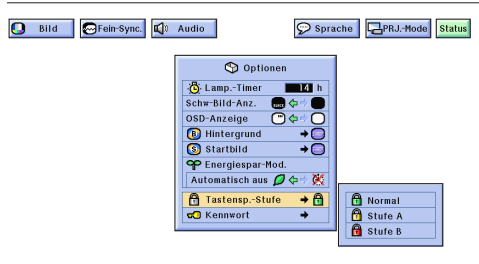 Bild Fein-Sync. Audio Sprache PRJ.-Mode Status
Optionen
Lamp.-Timer 14 h
Schw-Bild-Anz.
OSD-Anzeige
Hintergrund
Startbild
Energiespar-Mod.
Automatisch aus
Tastensp.-Stufe
Kennwort
Normal
Stufe A
Stufe B